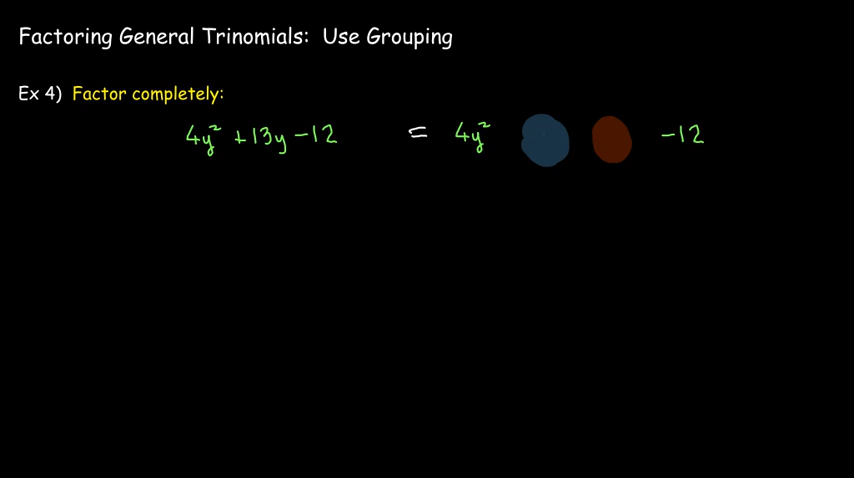 Factoring General Trinomials: Use Grouping
Ex 4) Factor completely:
4y² + 13y - 12 = 4y² - 12